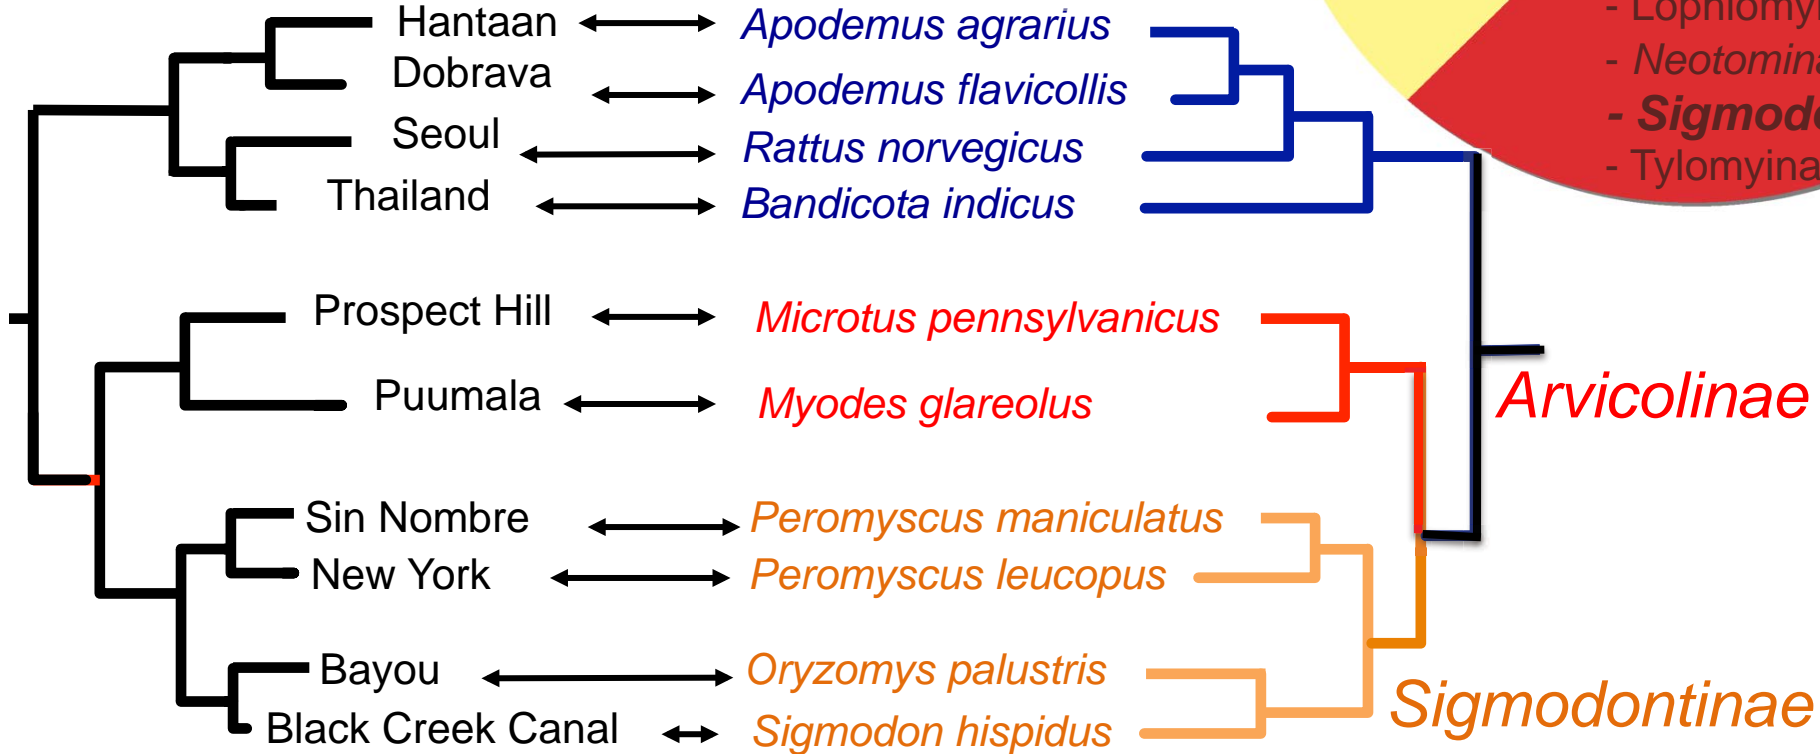 Hantaan
Apodemus agrarius
Dobrava
Apodemus flavicollis
Seoul
Rattus norvegicus
Thailand
Bandicota indicus
Prospect Hill
Microtus pennsylvanicus
Puumala
Myodes glareolus
Arvicolinae
Sin Nombre
Peromyscus maniculatus
New York
Peromyscus leucopus
Bayou
Oryzomys palustris
Sigmodontinae
Black Creek Canal
Sigmodon hispidus
- Neotomina
- Sigmod
- Tylomyina